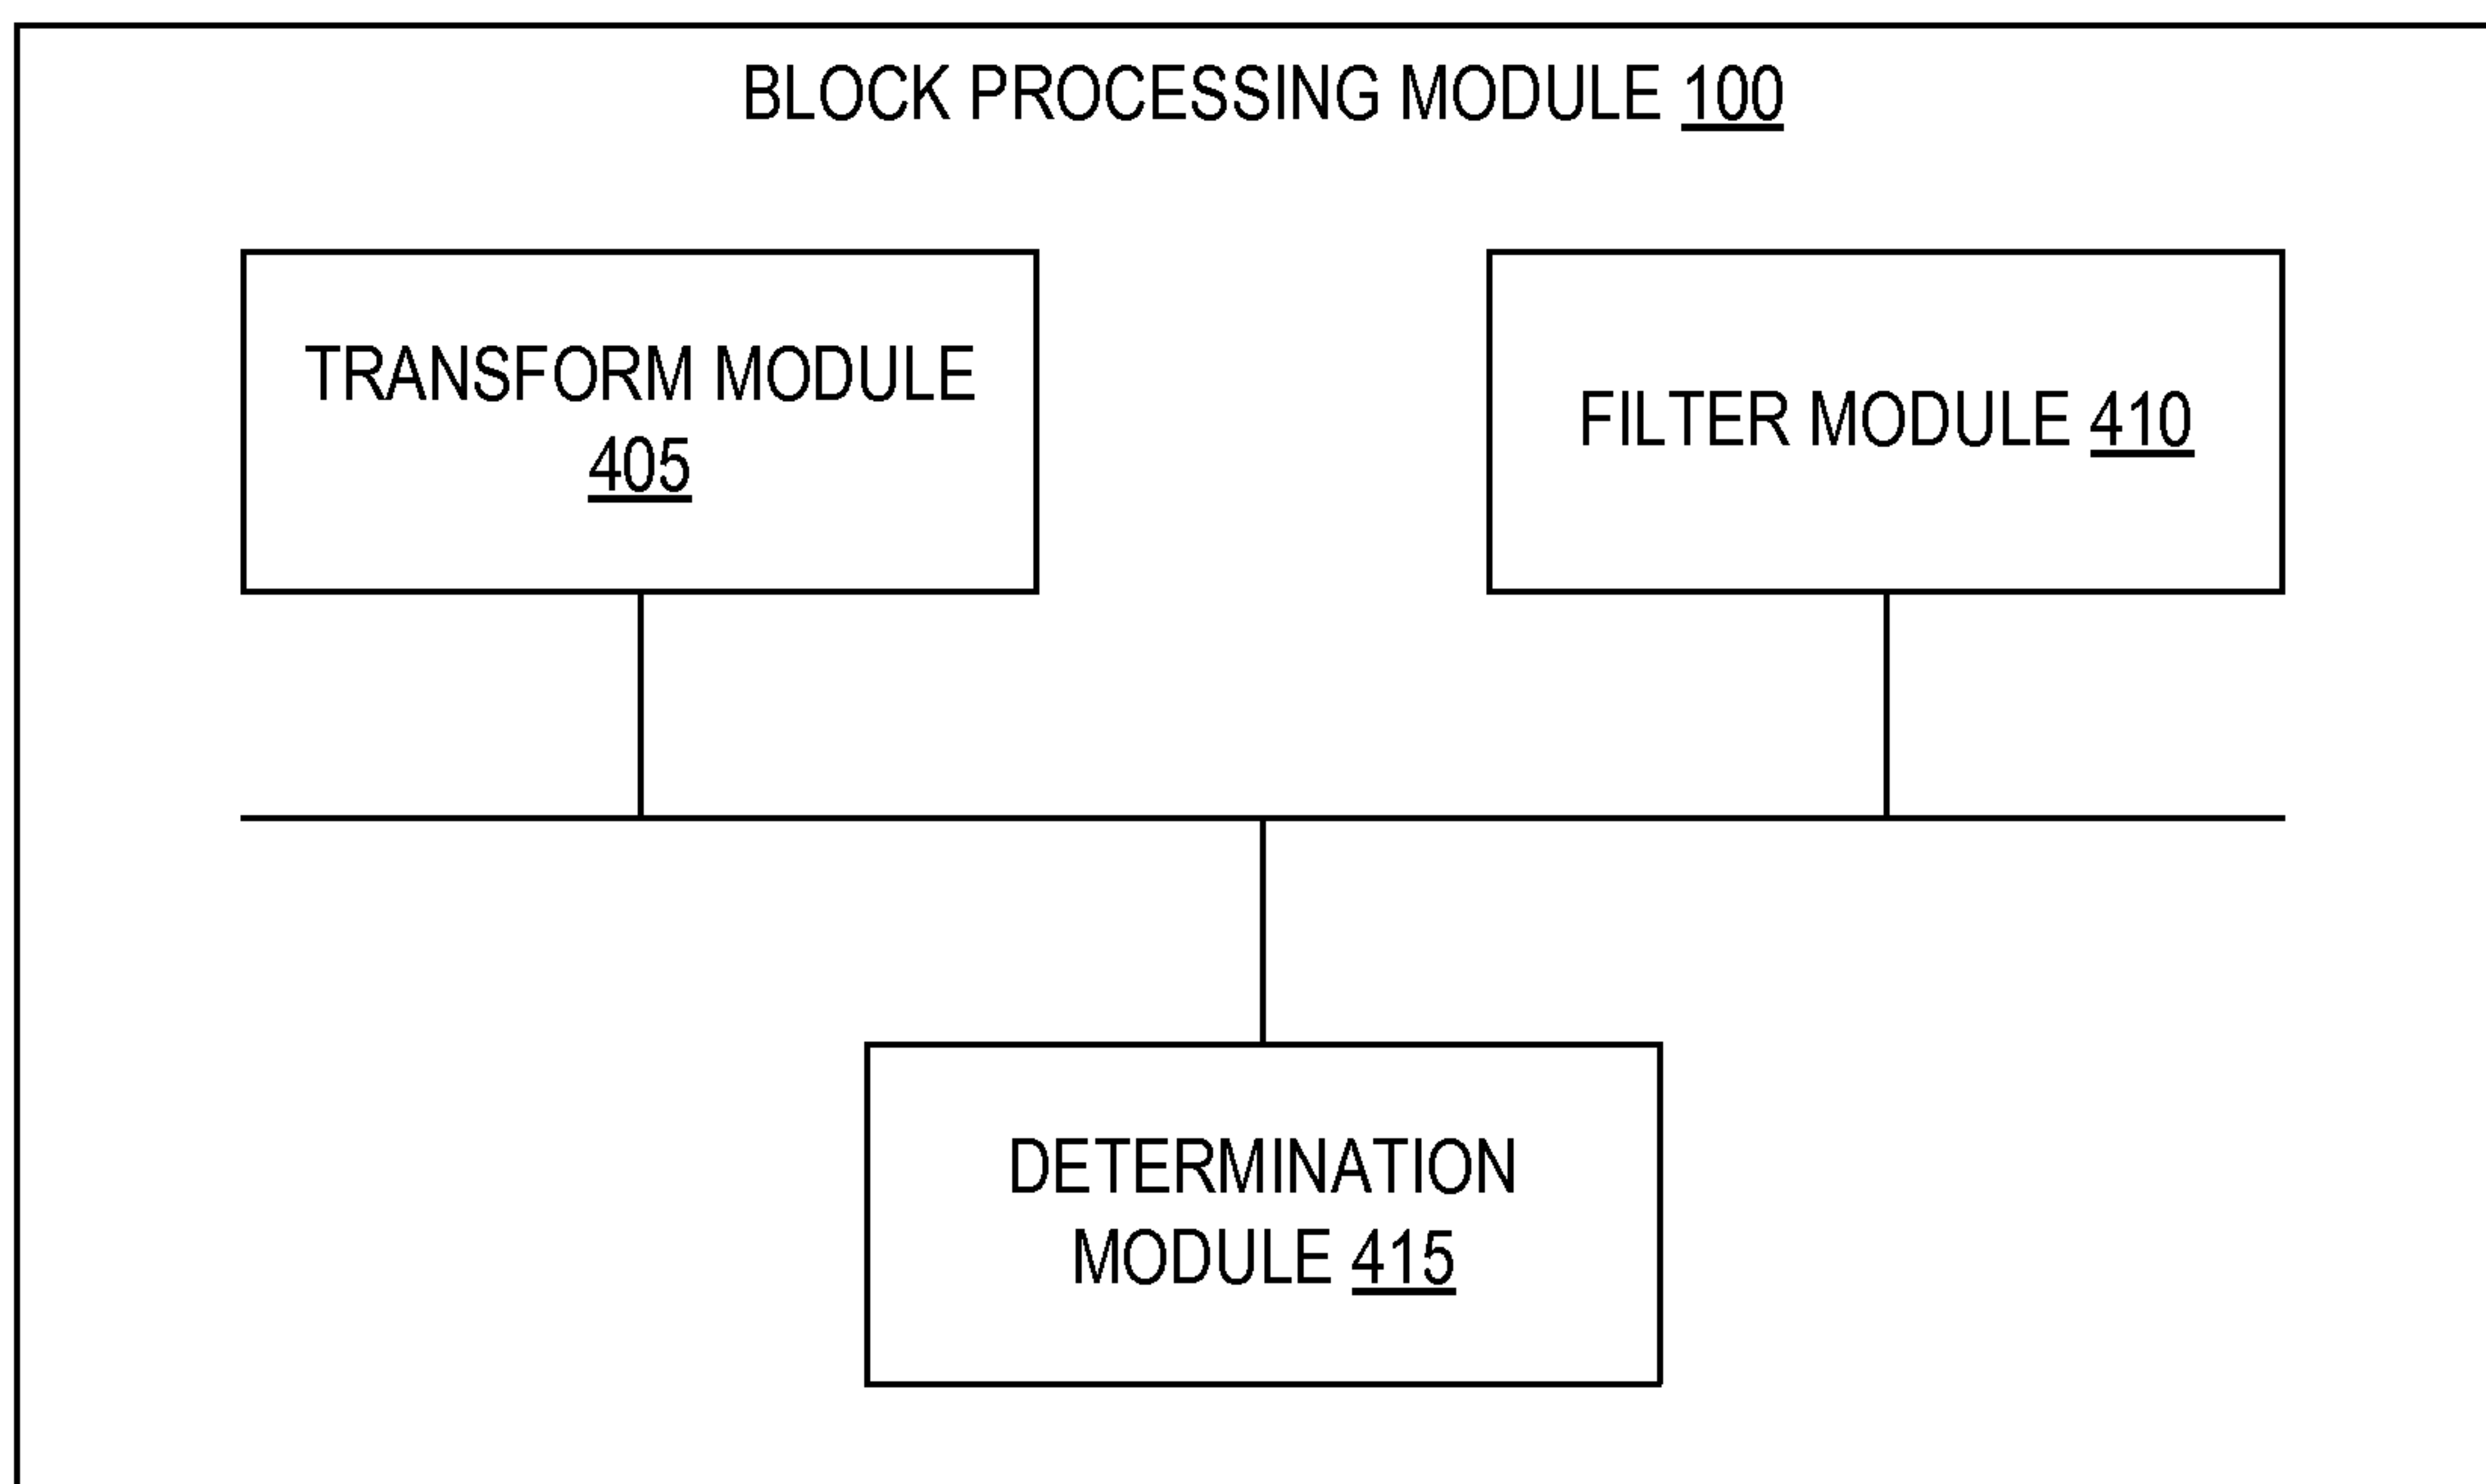 BLOCK PROCESSING MODULE 100
TRANSFORM MODULE
405
FILTER MODULE 410
DETERMINATION
MODULE 415